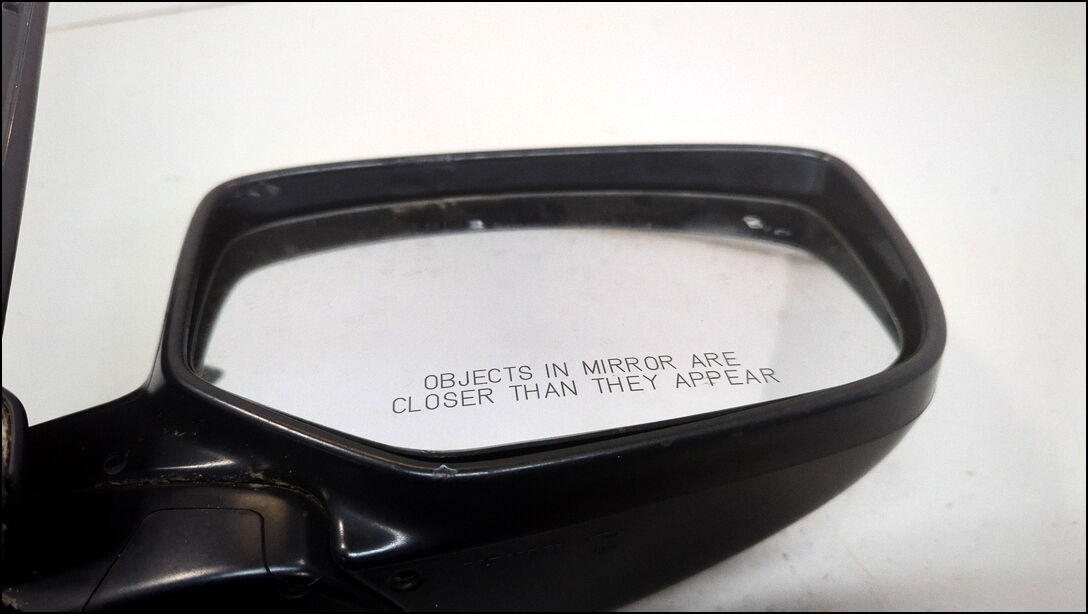 OBJECTS IN MIRROR ARE
CLOSER THAN THEY APPEAR